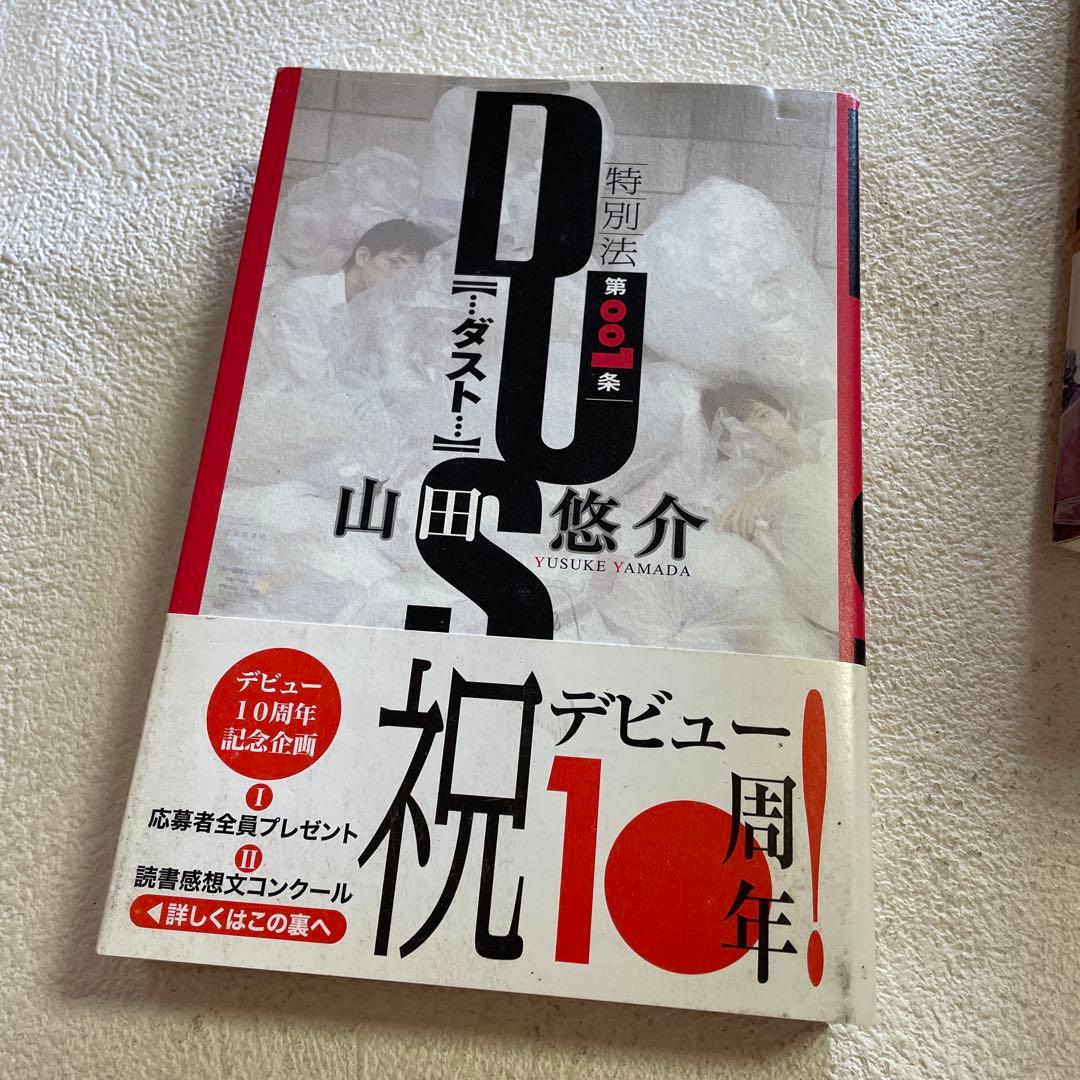 特別法
第001条
DUS
【…ダスト…】
山田悠介
YUSUKE YAMADA
デビュー
10周年
記念企画
I
応募者全員プレゼント
II
読書感想文コンクール
◀詳しくはこの裏へ
祝
デビュー
10周年!